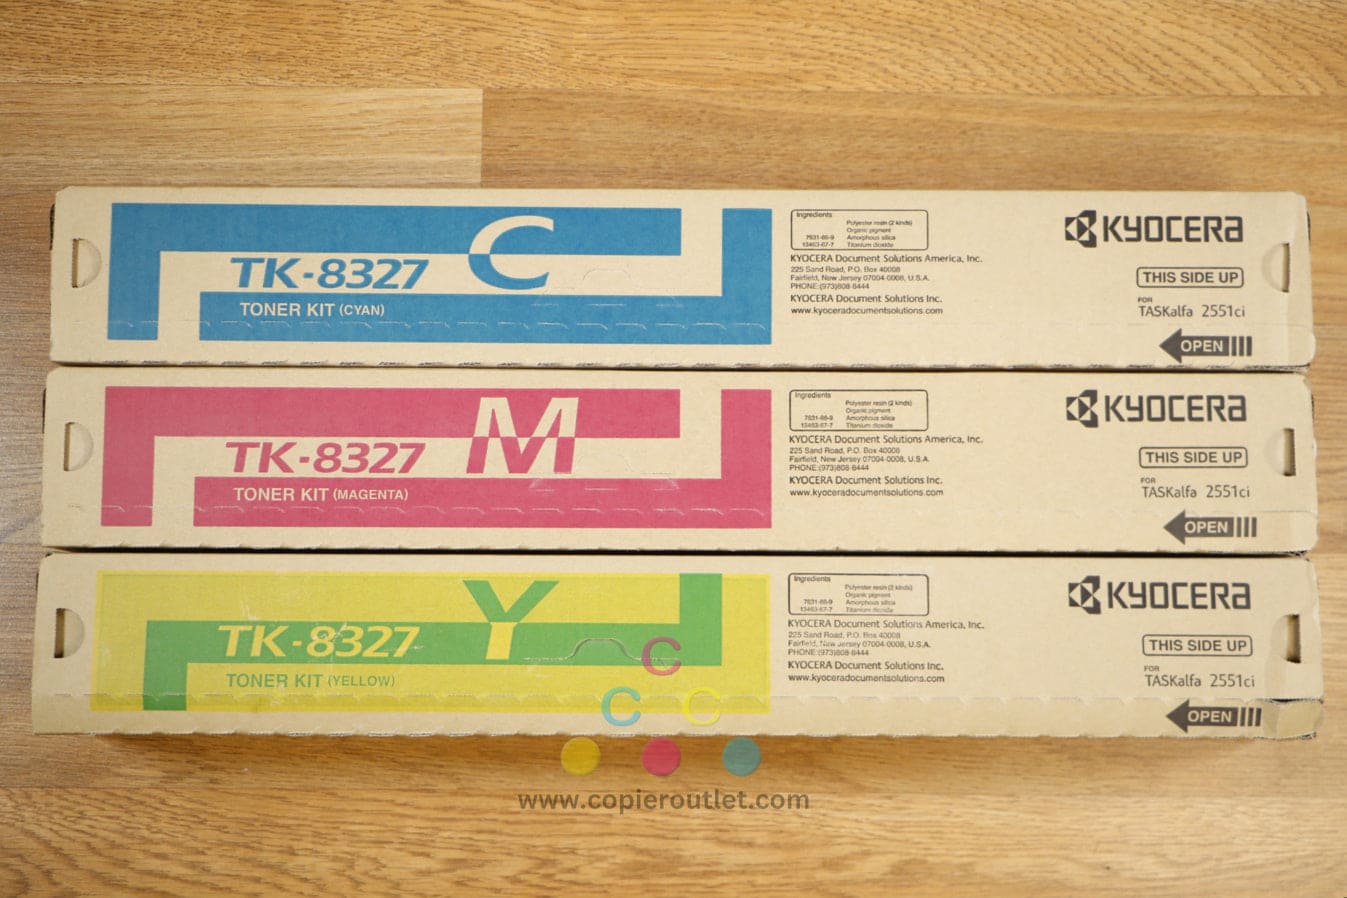 C
TK-8327
TONER KIT (CYAN)
Ingredients
Polyester resin (2 kinds)
Organic pigment
7631-86-9 Amorphous silica
13463-67-7 Titanium dioxide
KYOCERA Document Solutions America, Inc.
225 Sand Road, P.O. Box 40008
Fairfield, New Jersey 07004-0008, U.S.A.
PHONE:(973)808-8444
KYOCERA Document Solutions Inc.
www.kyoceradocumentsolutions.com
KYOCERA
THIS SIDE UP
FOR
TASKalfa 2551ci
OPEN
M
TK-8327
TONER KIT (MAGENTA)
Ingredients
Polyester resin (2 kinds)
Organic pigment
7631-86-9 Amorphous silica
13463-67-7 Titanium dioxide
KYOCERA Document Solutions America, Inc.
225 Sand Road, P.O. Box 40008
Fairfield, New Jersey 07004-0008, U.S.A.
PHONE:(973)808-8444
KYOCERA Document Solutions Inc.
www.kyoceradocumentsolutions.com
KYOCERA
THIS SIDE UP
FOR
TASKalfa 2551ci
OPEN
Y
TK-8327
TONER KIT (YELLOW)
Ingredients
Polyester resin (2 kinds)
Organic pigment
7631-86-9 Amorphous silica
13463-67-7 Titanium dioxide
KYOCERA Document Solutions America, Inc.
225 Sand Road, P.O. Box 40008
Fairfield, New Jersey 07004-0008, U.S.A.
PHONE:(973)808-8444
KYOCERA Document Solutions Inc.
www.kyoceradocumentsolutions.com
KYOCERA
THIS SIDE UP
FOR
TASKalfa 2551ci
OPEN
C
C C
www.copieroutlet.com